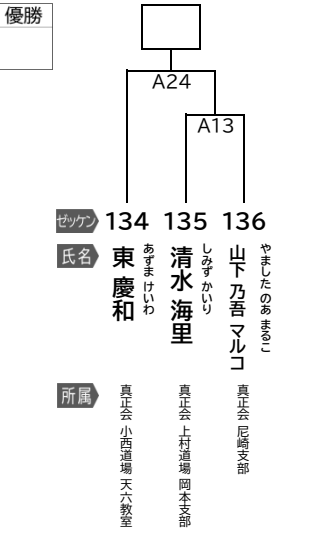 優勝
A24
A13
ゼッケン 134 135 136
氏名
東 慶和
あずま けいわ
清水 海里
しみず かいり
山下 乃吾 マルコ
やました のあ まるこ
所属
真正会 小西道場 天六教室
真正会 上村道場 岡本支部
真正会 尼崎支部